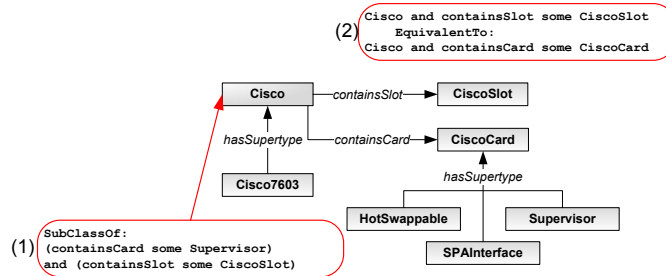 (2)
Cisco and containsSlot some CiscoSlot
EquivalentTo:
Cisco and containsCard some CiscoCard
Cisco
containsSlot
CiscoSlot
hasSupertype
containsCard
CiscoCard
Cisco7603
hasSupertype
HotSwappable
Supervisor
SPAInterface
(1)
SubClassOf:
(containsCard some Supervisor)
and (containsSlot some CiscoSlot)